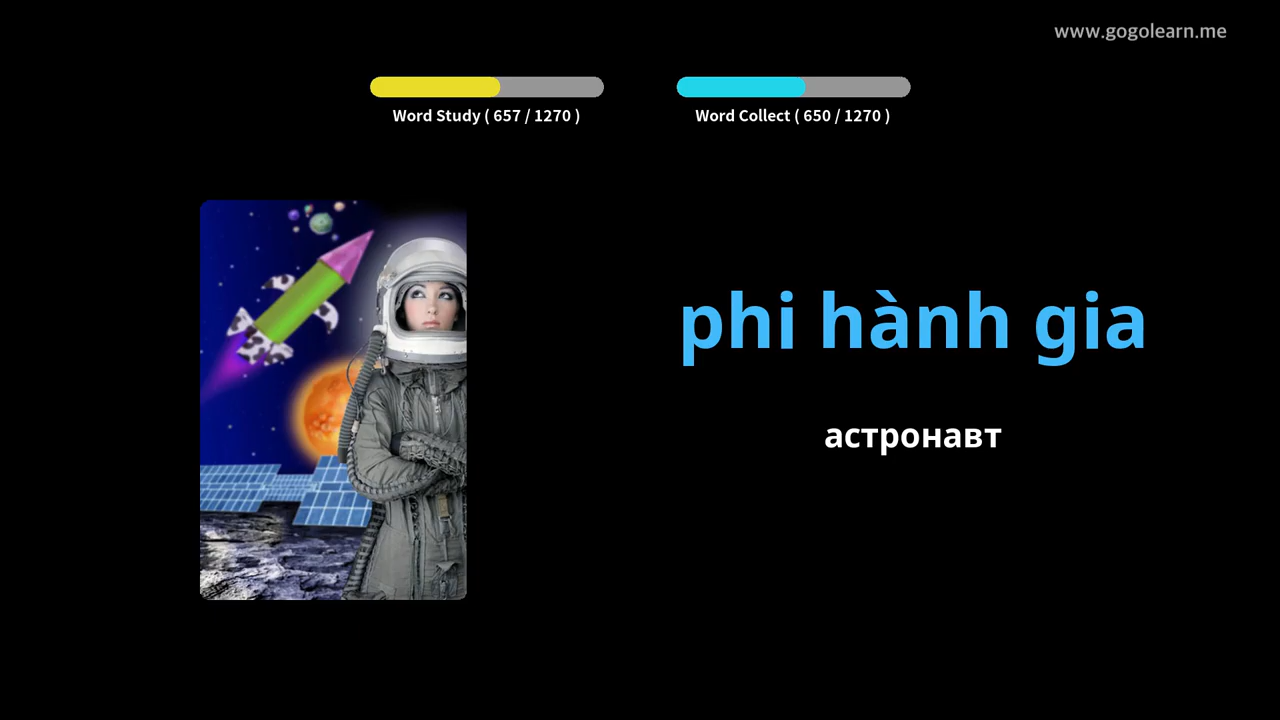 www.gogolearn.me
Word Study ( 657 / 1270 )
Word Collect ( 650 / 1270 )
phi hành gia
астронавт